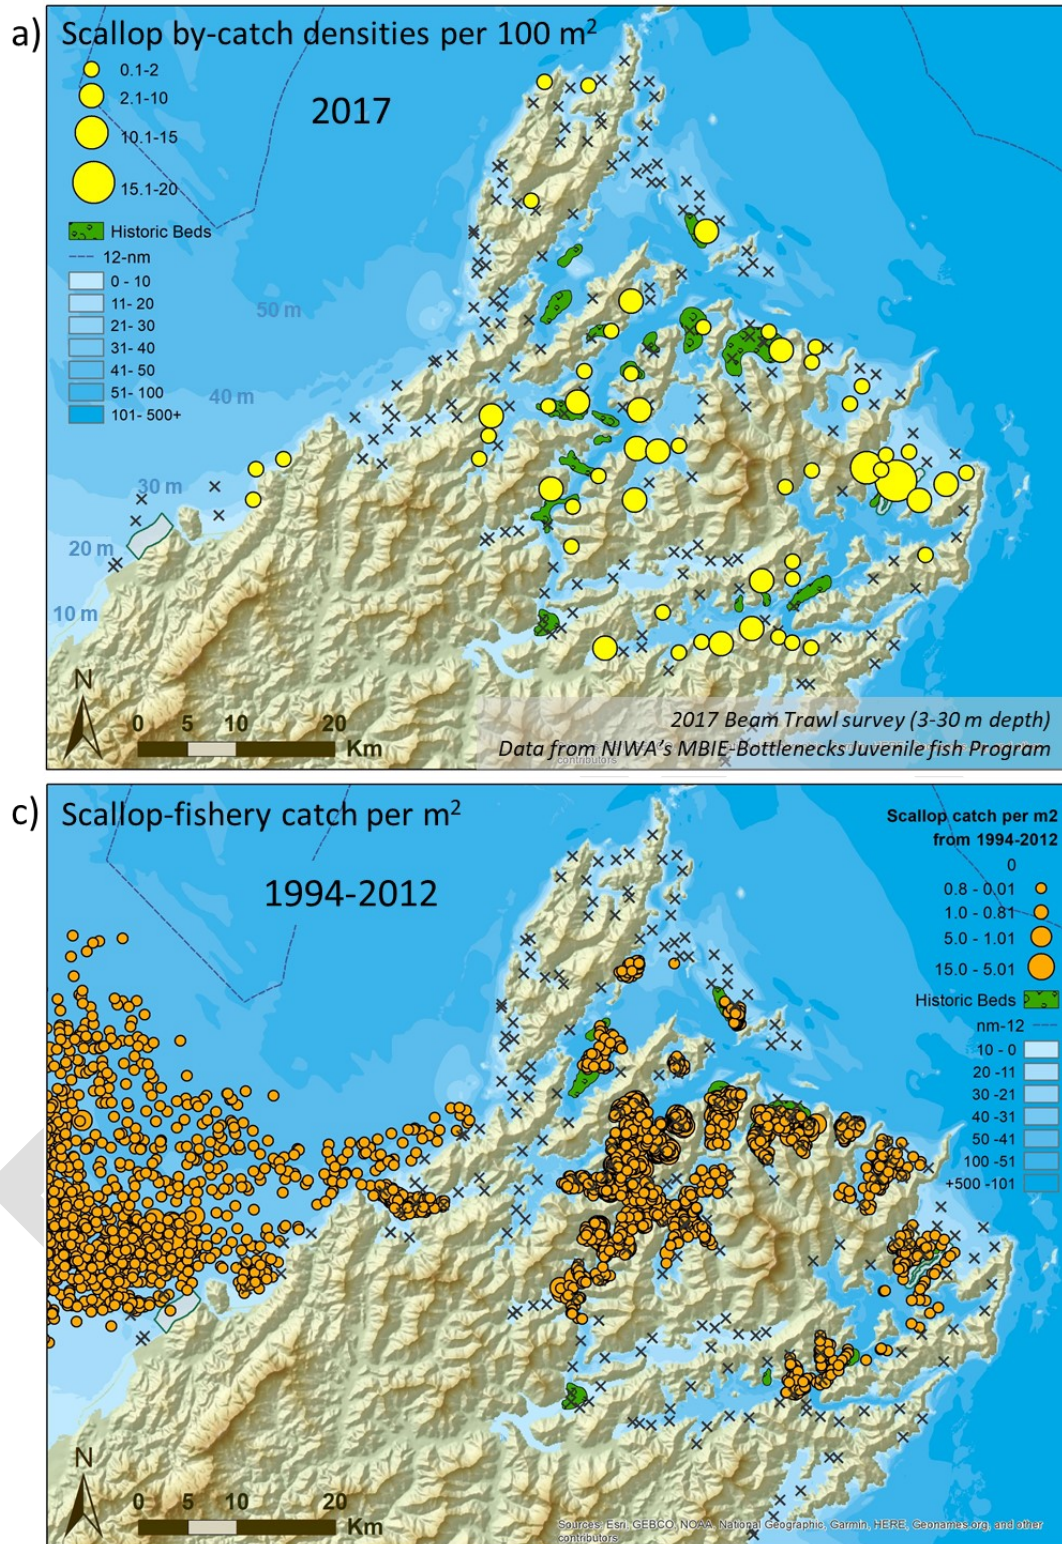 a) Scallop by-catch densities per 100 m²
2017
0.1-2
2.1-10
10.1-15
15.1-20
Historic Beds
12-nm
0 - 10
11- 20
21- 30
31- 40
41- 50
51- 100
101- 500+
50 m
40 m
30 m
20 m
10 m
N
0 5 10 20
Km
2017 Beam Trawl survey (3-30 m depth)
Data from NIWA's MBIE-Bottlenecks Juvenile fish Program
contributors
c) Scallop-fishery catch per m²
1994-2012
Scallop catch per m2
from 1994-2012
0
0.8 - 0.01
1.0 - 0.81
5.0 - 1.01
15.0 - 5.01
Historic Beds
nm-12
10 - 0
20 -11
30 -21
40 -31
50 -41
100 -51
+500 -101
N
0 5 10 20
Km
Sources: Esri, GEBCO, NOAA, National Geographic, Garmin, HERE, Geonames.org, and other
contributors